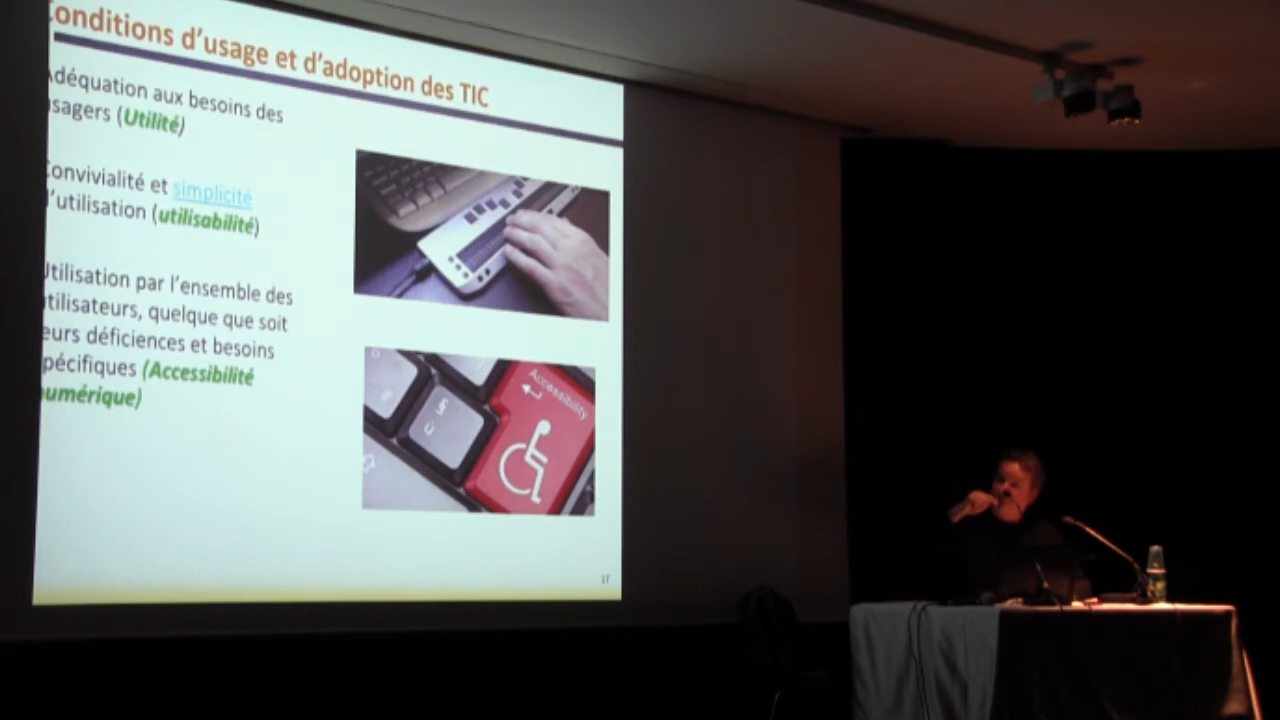 onditions d'usage et d'adoption des TIC
déquation aux besoins des
sagers (Utilité)
onvivialité et simplicité
l'utilisation (utilisabilité)
Utilisation par l'ensemble des
tilisateurs, quelque que soit
eurs déficiences et besoins
pécifiques (Accessibilité
umérique)
Accessibility
§
17